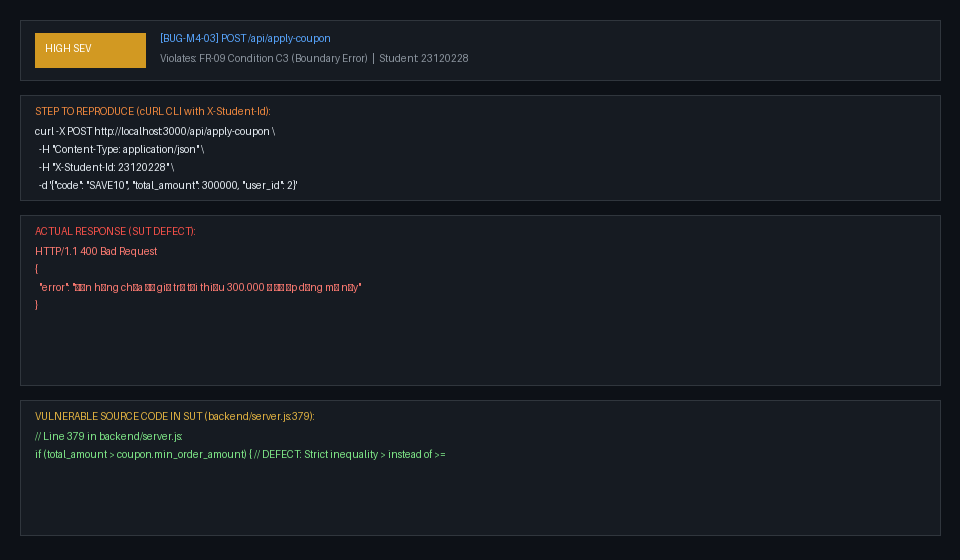 HIGH SEV
[BUG-M4-03] POST /api/apply-coupon
Violates: FR-09 Condition C3 (Boundary Error) | Student: 23120228
STEP TO REPRODUCE (cURL CLI with X-Student-Id):
curl -X POST http://localhost:3000/api/apply-coupon \
-H "Content-Type: application/json" \
-H "X-Student-Id: 23120228" \
-d '{"code": "SAVE10", "total_amount": 300000, "user_id": 2}'
ACTUAL RESPONSE (SUT DEFECT):
HTTP/1.1 400 Bad Request
{
"error": 300.000
}
VULNERABLE SOURCE CODE IN SUT (backend/server.js:379):
// Line 379 in backend/server.js:
if (total_amount > coupon.min_order_amount) { // DEFECT: Strict inequality > instead of >=